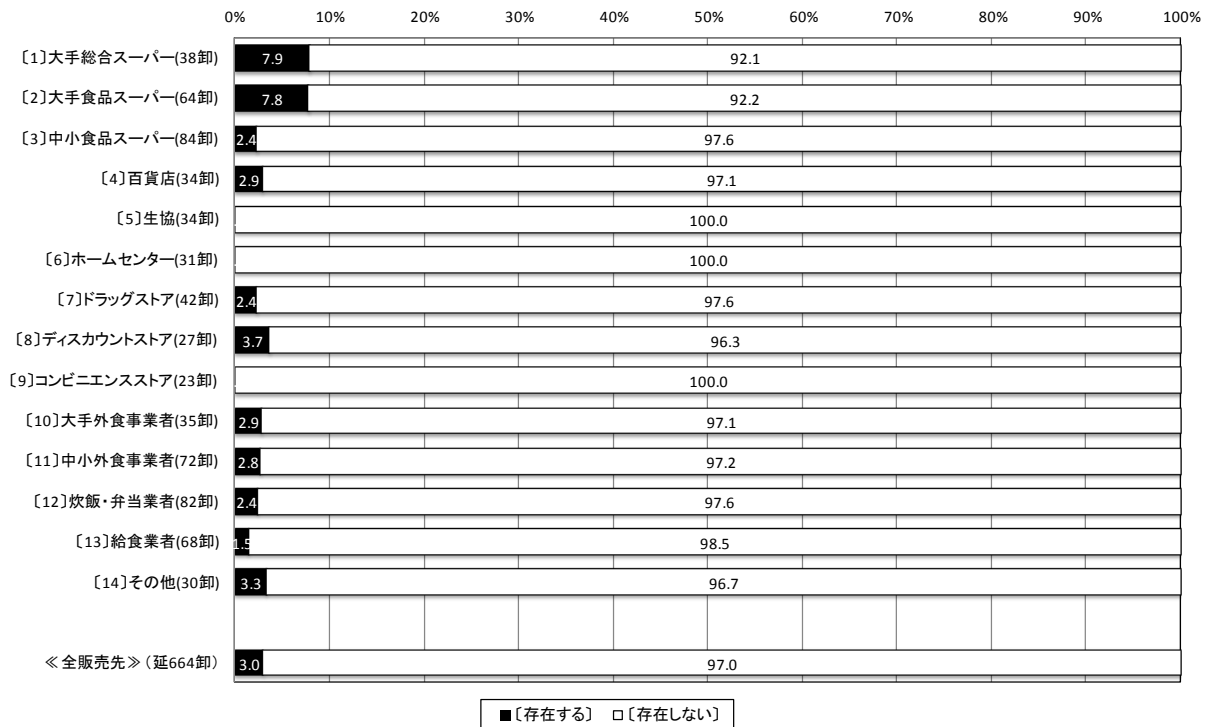 0% 10% 20% 30% 40% 50% 60% 70% 80% 90% 100%
〔1〕大手総合スーパー(38卸) 7.9 92.1
〔2〕大手食品スーパー(64卸) 7.8 92.2
〔3〕中小食品スーパー(84卸) 2.4 97.6
〔4〕百貨店(34卸) 2.9 97.1
〔5〕生協(34卸) 100.0
〔6〕ホームセンター(31卸) 100.0
〔7〕ドラッグストア(42卸) 2.4 97.6
〔8〕ディスカウントストア(27卸) 3.7 96.3
〔9〕コンビニエンスストア(23卸) 100.0
〔10〕大手外食事業者(35卸) 2.9 97.1
〔11〕中小外食事業者(72卸) 2.8 97.2
〔12〕炊飯・弁当業者(82卸) 2.4 97.6
〔13〕給食業者(68卸) 1.5 98.5
〔14〕その他(30卸) 3.3 96.7
≪全販売先≫（延664卸） 3.0 97.0
■〔存在する〕 □〔存在しない〕